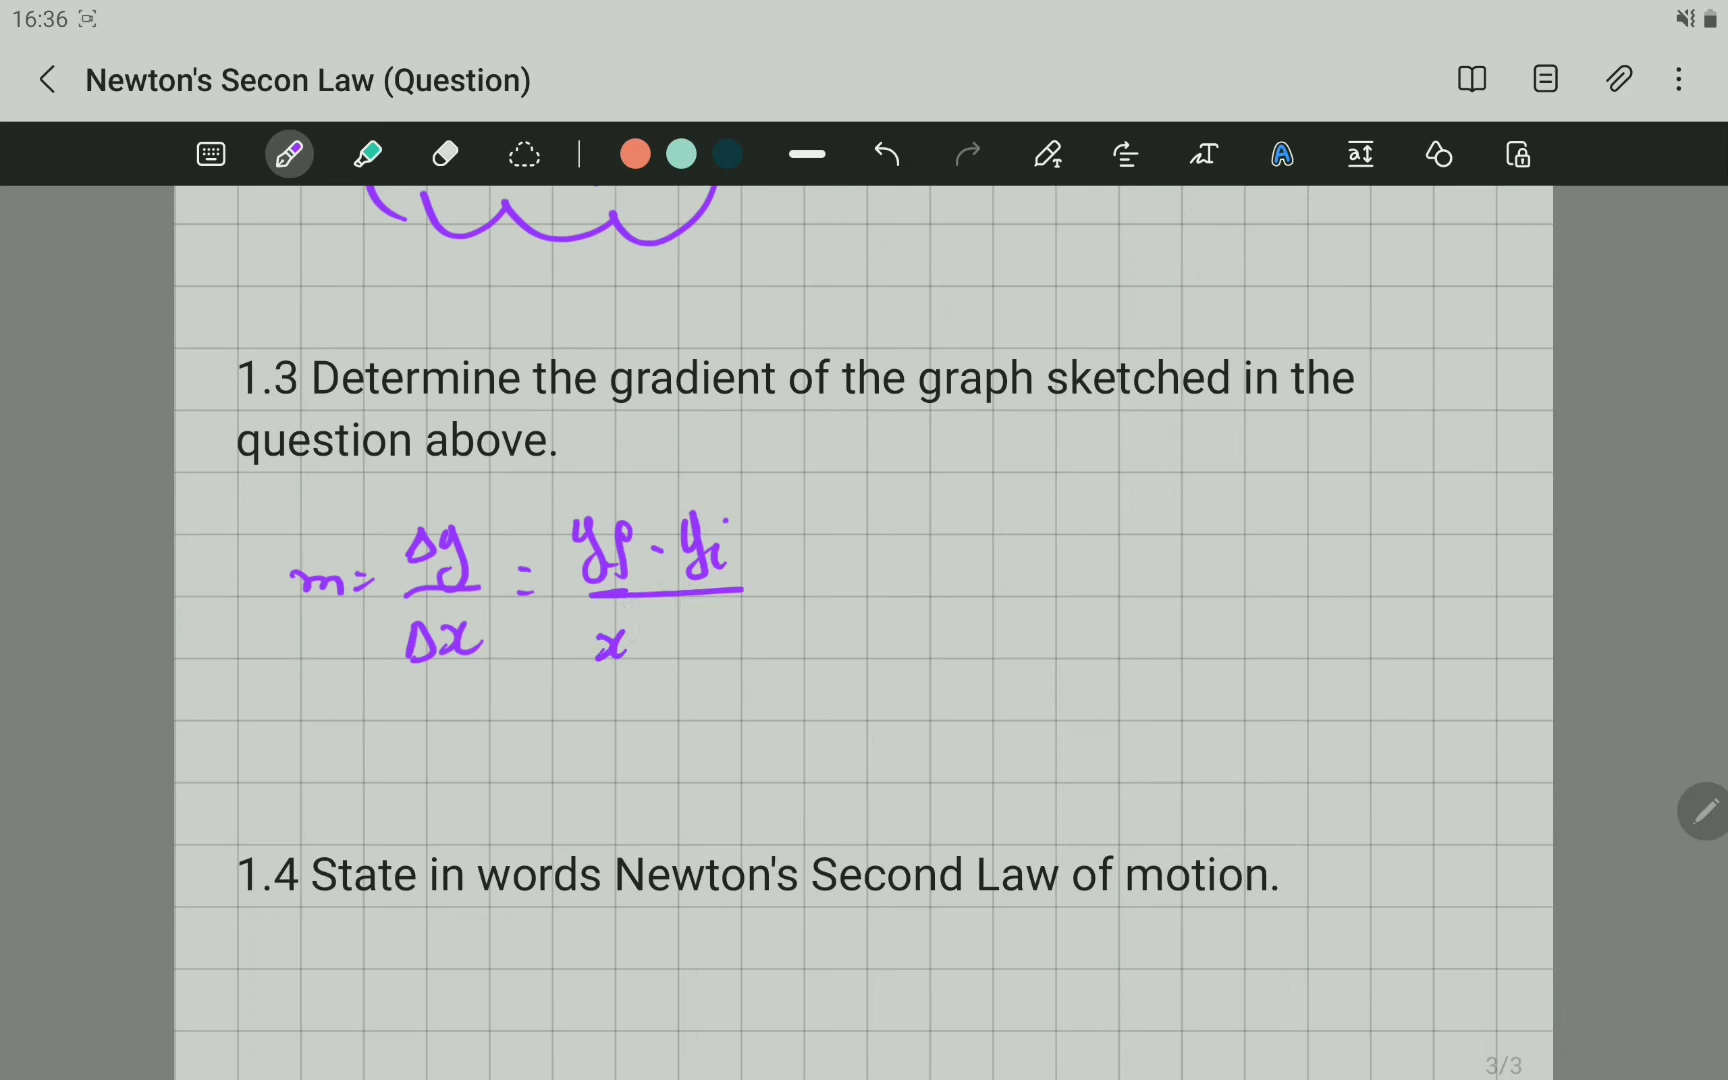 16:36
Newton's Secon Law (Question)
1.3 Determine the gradient of the graph sketched in the
question above.
m = Δy/Δx = yf - yi/x
1.4 State in words Newton's Second Law of motion.
3/3